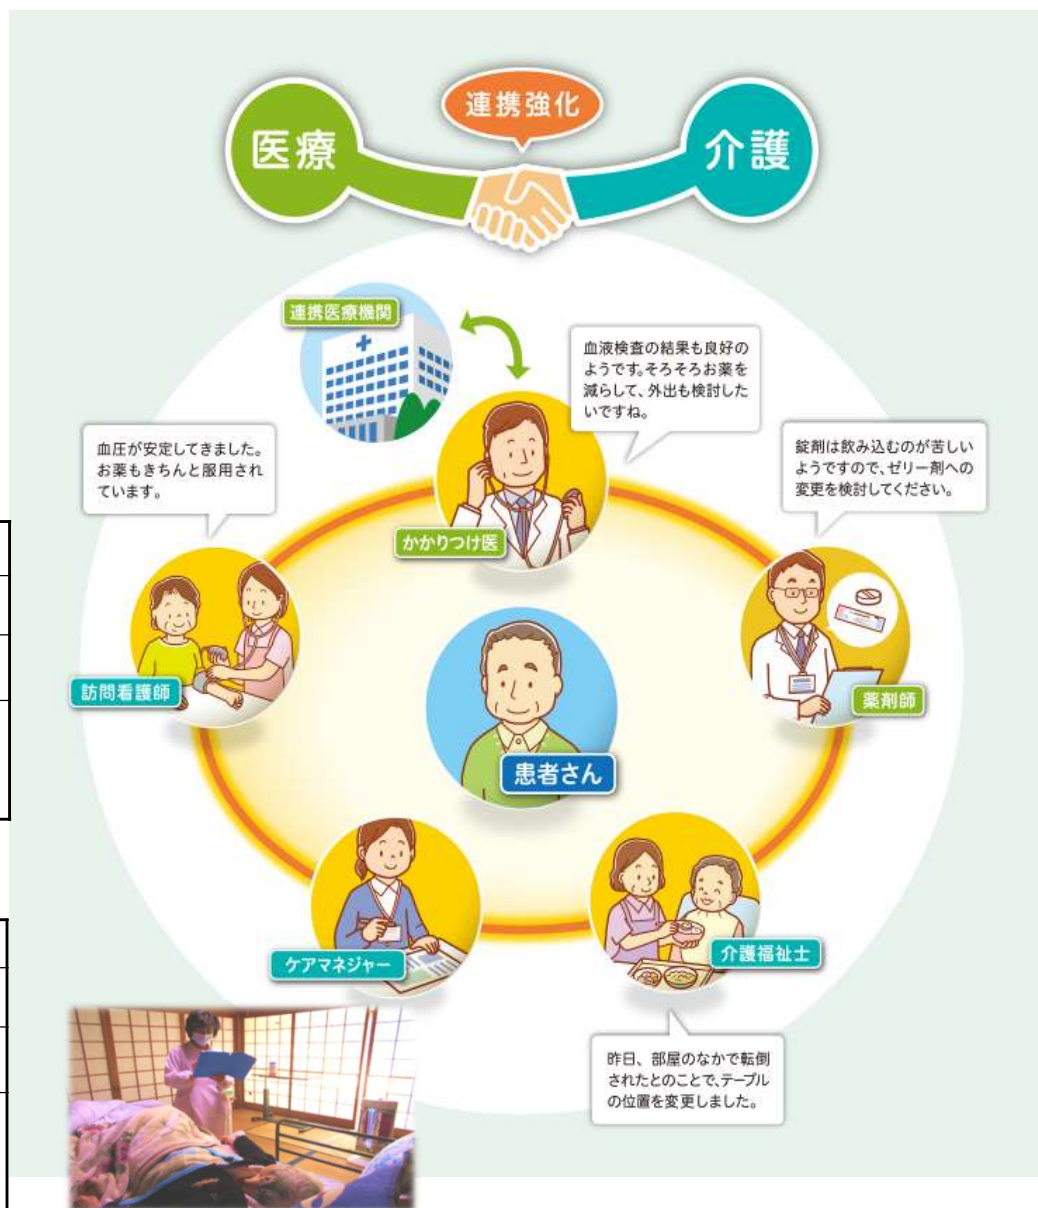 連携強化
医療
介護
連携医療機関
血液検査の結果も良好の
ようです。そろそろお薬を
減らして、外出も検討した
いですね。
血圧が安定してきました。
お薬もきちんと服用され
ています。
錠剤は飲み込むのが苦しい
ようですので、ゼリー剤への
変更を検討してください。
かかりつけ医
訪問看護師
薬剤師
患者さん
ケアマネジャー
介護福祉士
昨日、部屋のなかで転倒
されたとのことで、テーブル
の位置を変更しました。